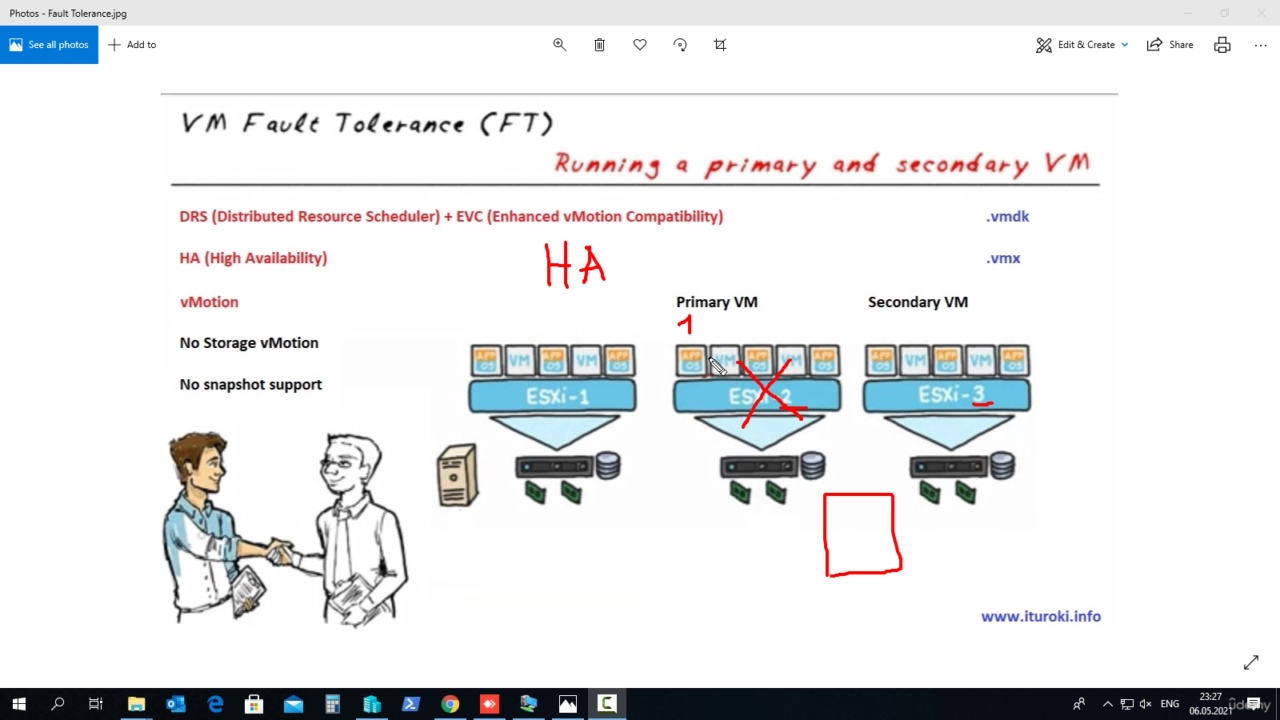 Photos - Fault Tolerance.jpg
See all photos
Add to
Edit & Create
Share
VM Fault Tolerance (FT)
Running a primary and secondary VM
DRS (Distributed Resource Scheduler) + EVC (Enhanced vMotion Compatibility)
.vmdk
HA (High Availability)
HA
.vmx
vMotion
Primary VM
Secondary VM
1
No Storage vMotion
No snapshot support
APP OS VM APP OS VM APP OS
APP OS VM APP OS VM APP OS
APP OS VM APP OS VM APP OS
ESXi-1
ESXi-2
ESXi-3
www.ituroki.info
ENG
23:27
06.05.2021
udemy